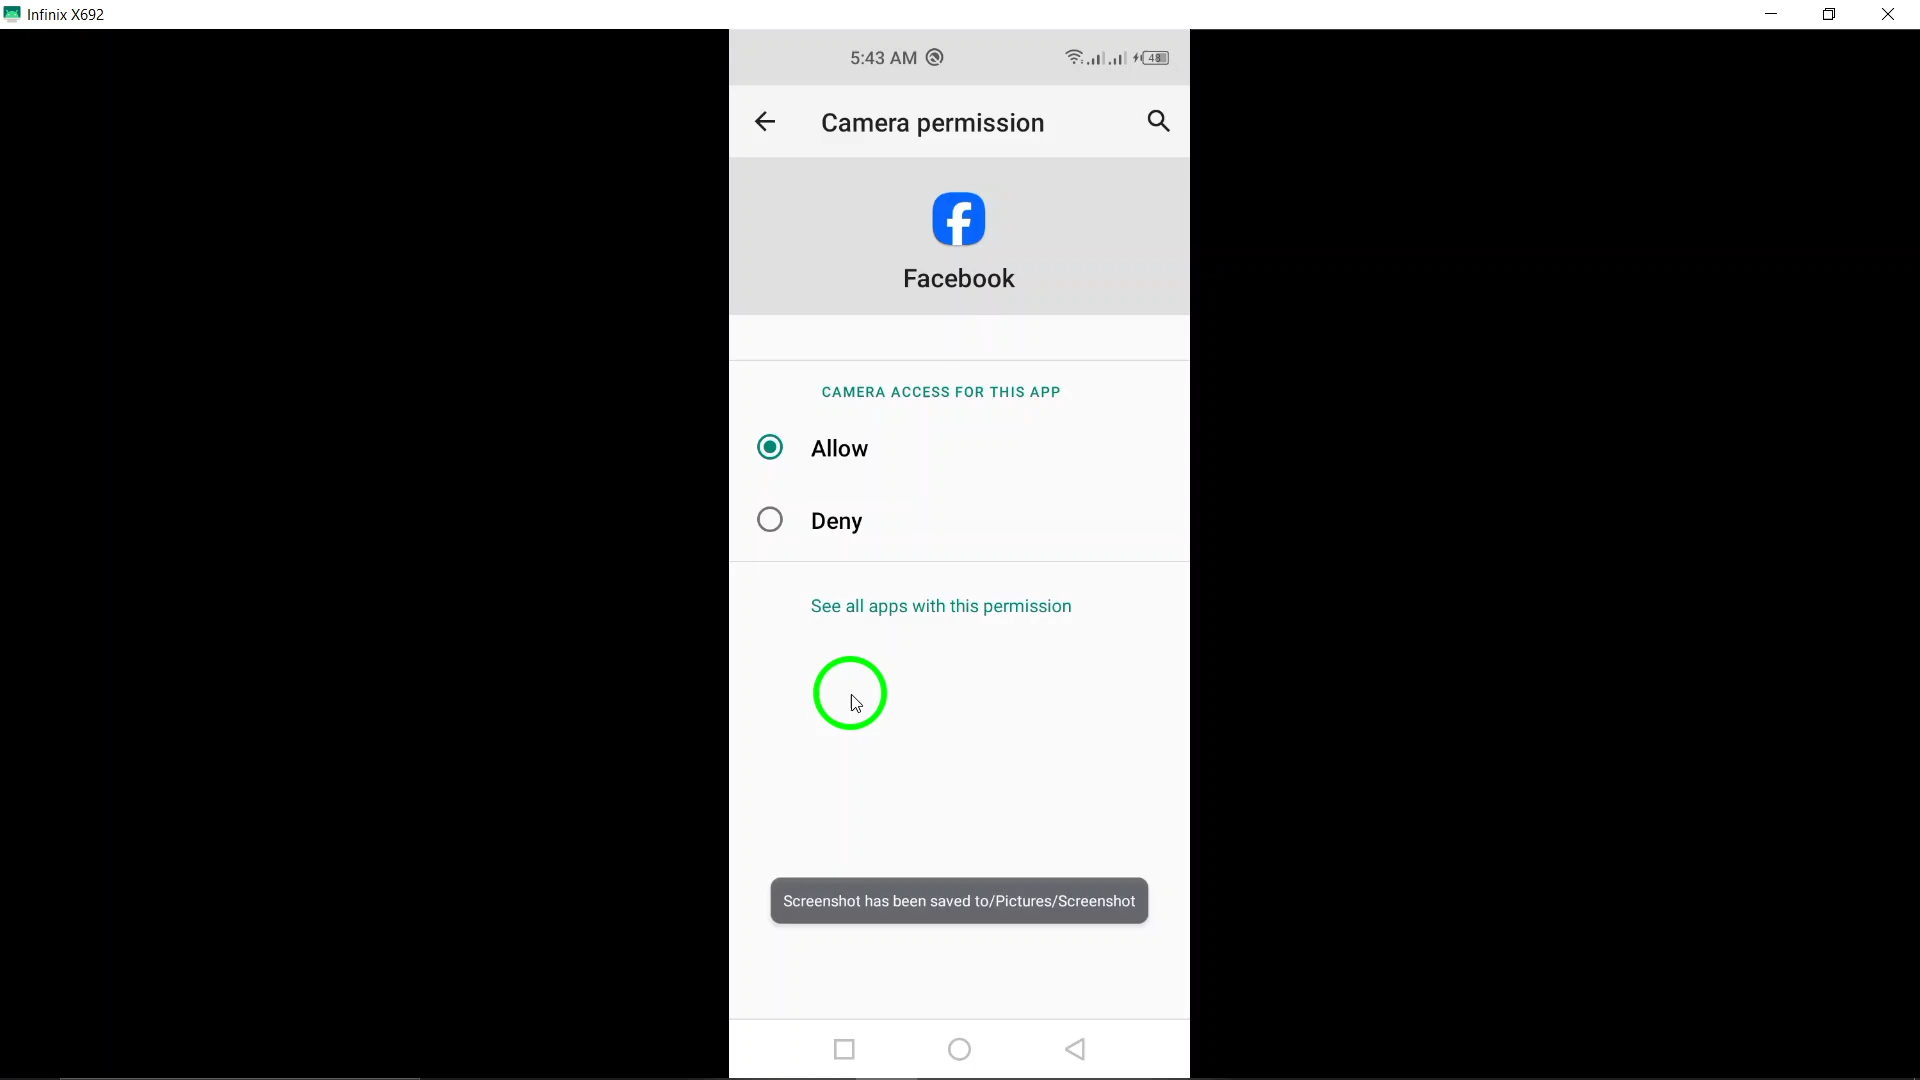 Infinix X692
5:43 AM
48
Camera permission
Facebook
CAMERA ACCESS FOR THIS APP
Allow
Deny
See all apps with this permission
Screenshot has been saved to/Pictures/Screenshot